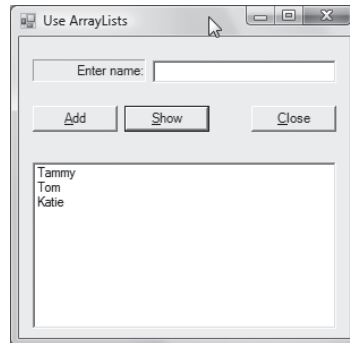 Use ArrayLists
Enter name:
Add Show Close
Tammy
Tom
Katie